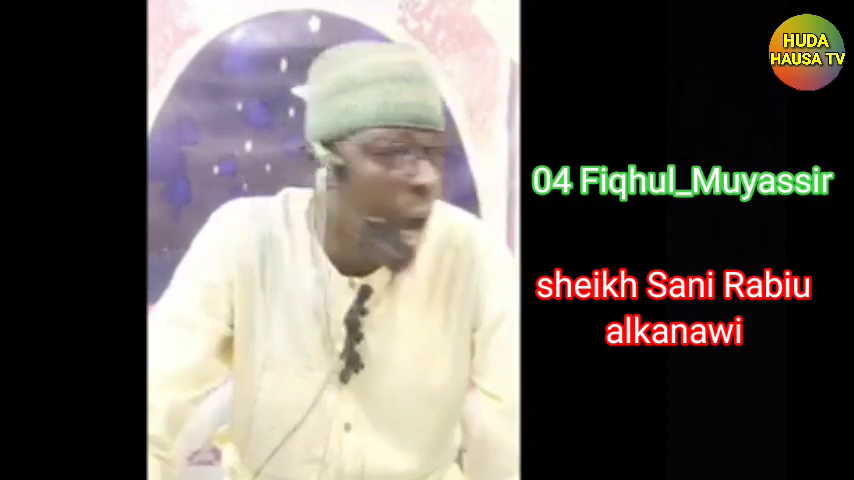 HUDA
HAUSA TV
04 Fiqhul_Muyassir
sheikh Sani Rabiu
alkanawi